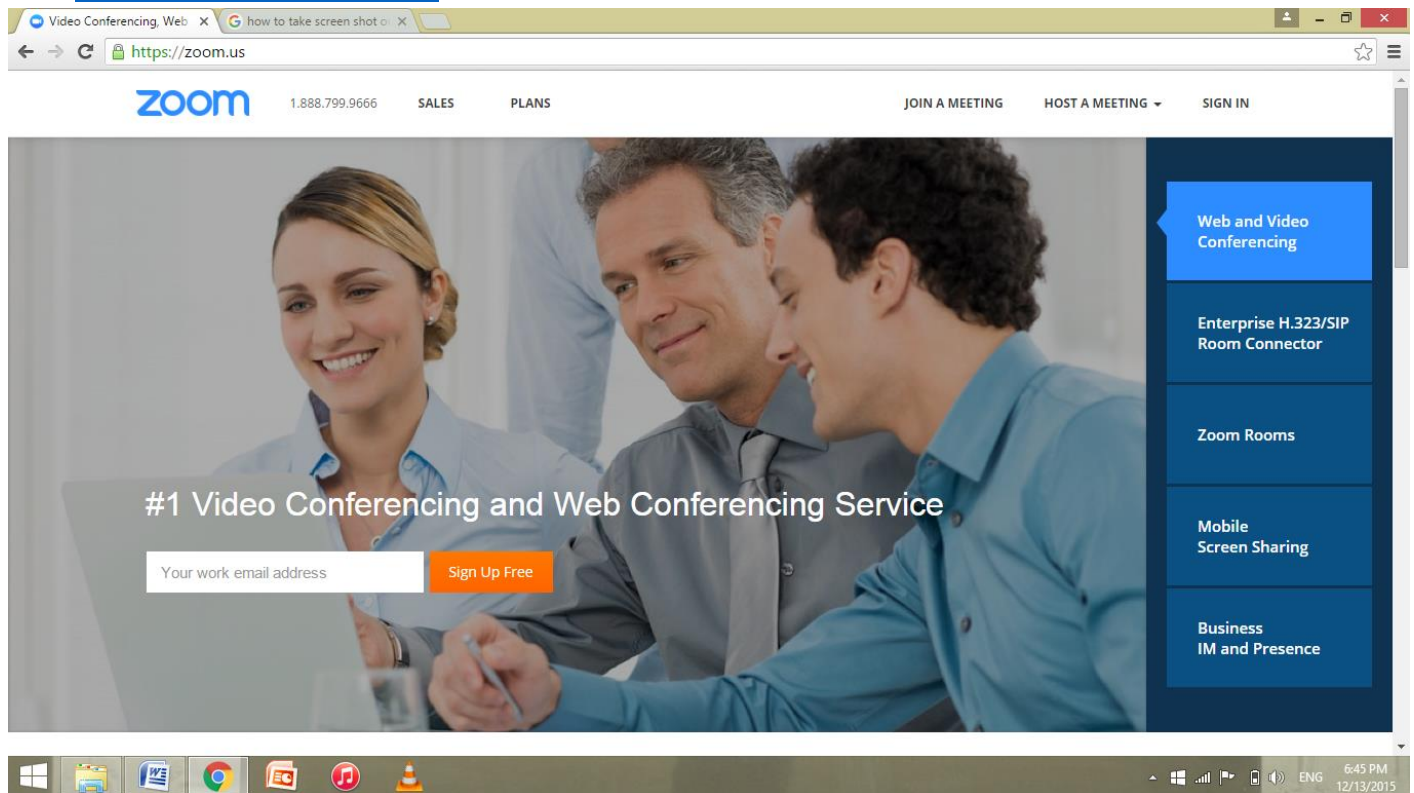 Video Conferencing, Web
how to take screen shot o
https://zoom.us
zoom
1.888.799.9666
SALES
PLANS
JOIN A MEETING
HOST A MEETING
SIGN IN
Web and Video
Conferencing
Enterprise H.323/SIP
Room Connector
Zoom Rooms
Mobile
Screen Sharing
Business
IM and Presence
#1 Video Conferencing and Web Conferencing Service
Your work email address
Sign Up Free
ENG
6:45 PM
12/13/2015